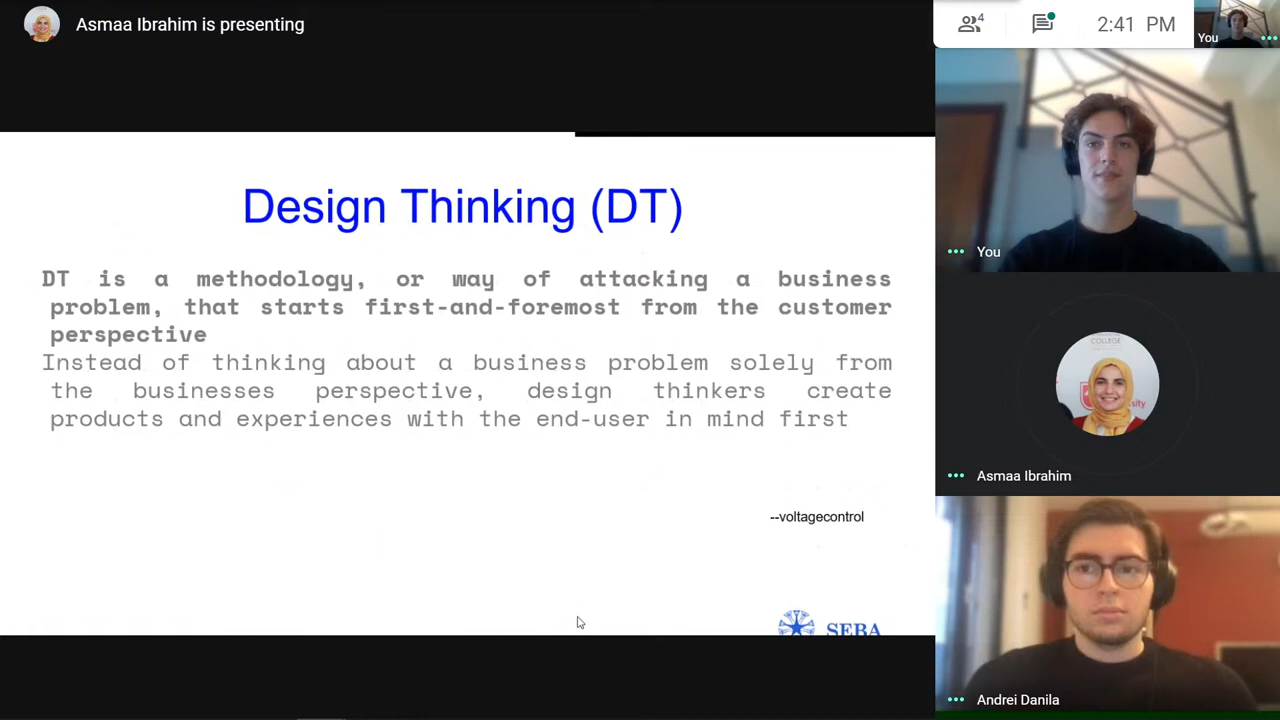 Asmaa Ibrahim is presenting
4
2:41 PM
You
Design Thinking (DT)
DT is a methodology, or way of attacking a business
problem, that starts first-and-foremost from the customer
perspective
Instead of thinking about a business problem solely from
the businesses perspective, design thinkers create
products and experiences with the end-user in mind first
--voltagecontrol
SEBA
You
COLLEGE
Asmaa Ibrahim
Andrei Danila